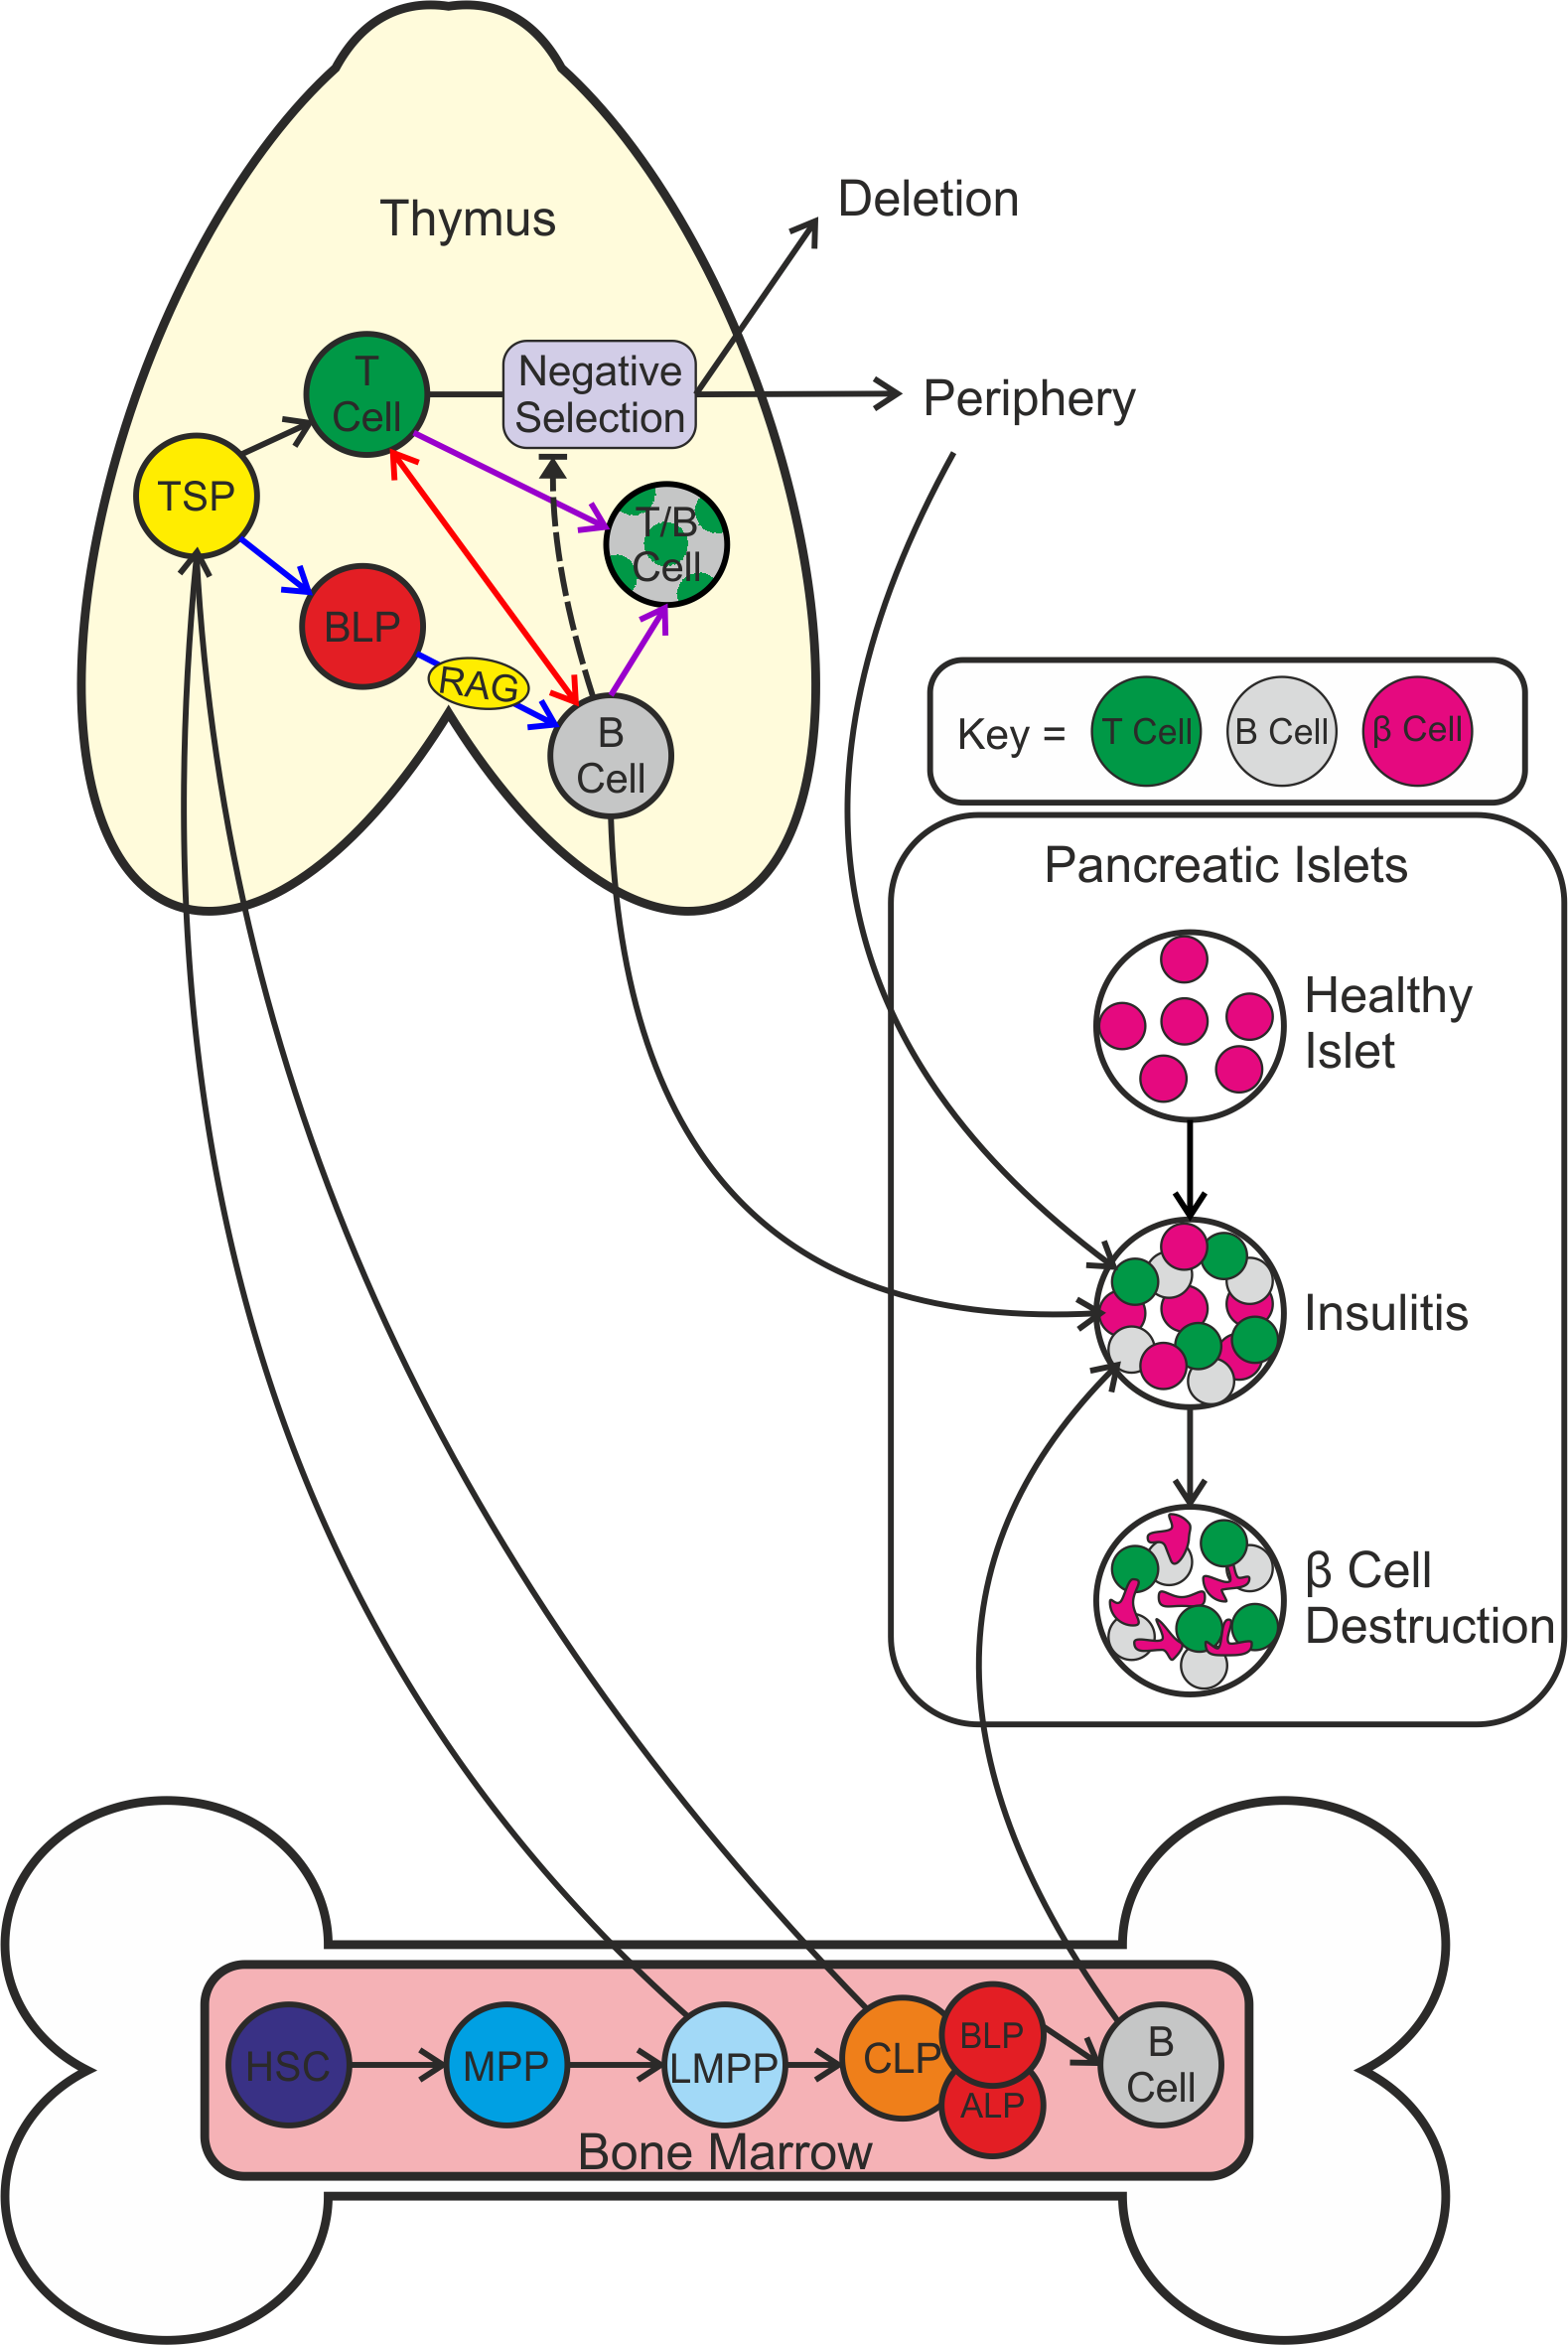 Thymus
Deletion
Periphery
T
Cell
Negative
Selection
TSP
T/B
Cell
BLP
RAG
B
Cell
Key =
T Cell
B Cell
β Cell
Pancreatic Islets
Healthy
Islet
Insulitis
β Cell
Destruction
HSC
MPP
LMPP
CLP
BLP
ALP
B
Cell
Bone Marrow